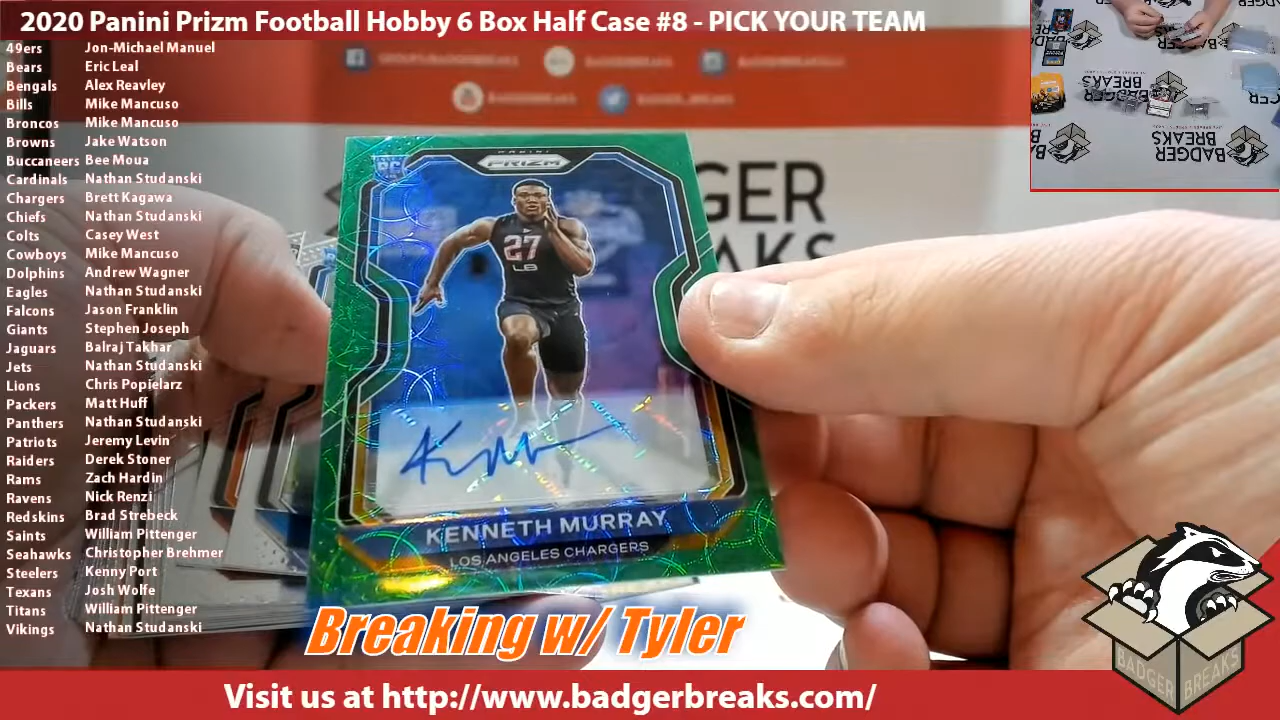 2020 Panini Prizm Football Hobby 6 Box Half Case #8 - PICK YOUR TEAM
49ers Jon-Michael Manuel
Bears Eric Leal
Bengals Alex Reavley
Bills Mike Mancuso
Broncos Mike Mancuso
Browns Jake Watson
Buccaneers Bee Moua
Cardinals Nathan Studanski
Chargers Brett Kagawa
Chiefs Nathan Studanski
Colts Casey West
Cowboys Mike Mancuso
Dolphins Andrew Wagner
Eagles Nathan Studanski
Falcons Jason Franklin
Giants Stephen Joseph
Jaguars Balraj Takhar
Jets Nathan Studanski
Lions Chris Popielarz
Packers Matt Huff
Panthers Nathan Studanski
Patriots Jeremy Levin
Raiders Derek Stoner
Rams Zach Hardin
Ravens Nick Renzi
Redskins Brad Strebeck
Saints William Pittenger
Seahawks Christopher Brehmer
Steelers Kenny Port
Texans Josh Wolfe
Titans William Pittenger
Vikings Nathan Studanski
PANINI
PRIZM
RC
27
LB
KENNETH MURRAY
LOS ANGELES CHARGERS
GER
BREAKS
BADGER
BREAKS
Breaking w/ Tyler
BADGER BREAKS
Visit us at http://www.badgerbreaks.com/